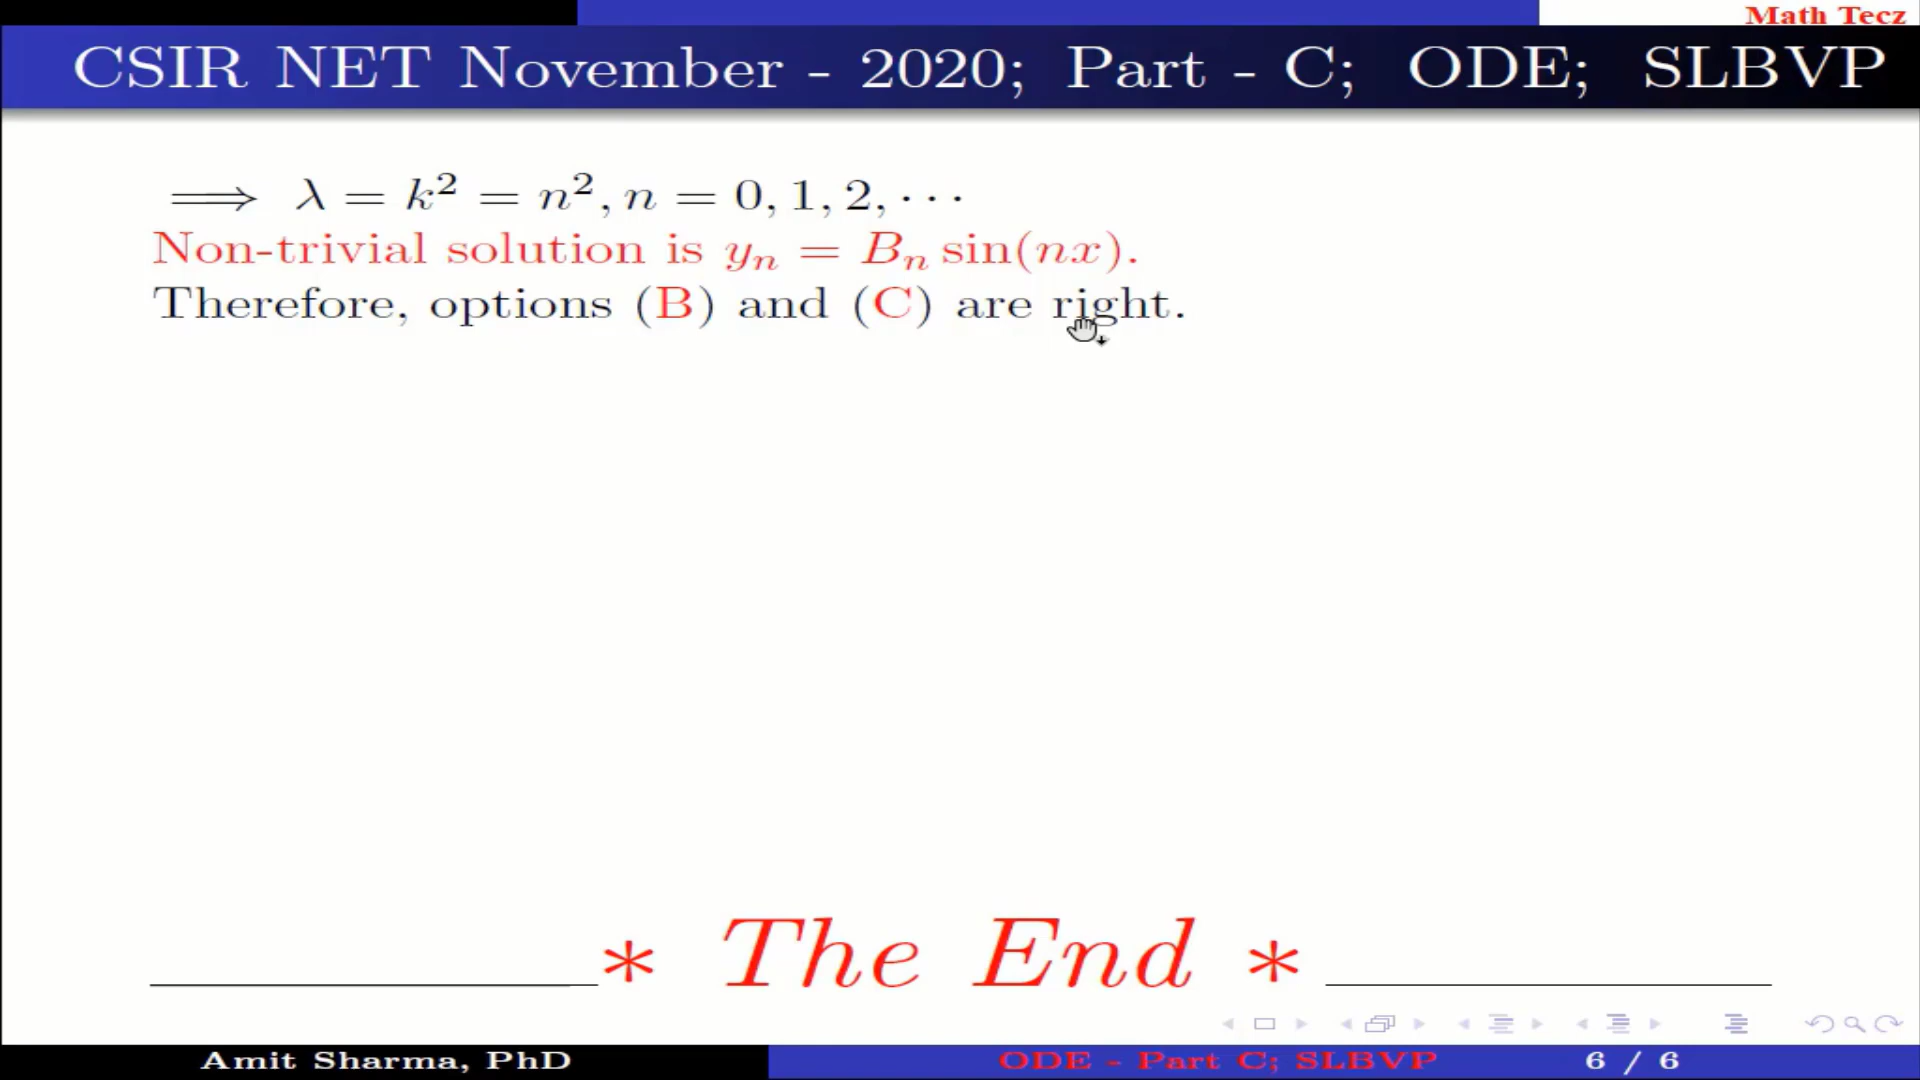 Math Tecz
CSIR NET November - 2020; Part - C; ODE; SLBVP
⟹ λ = k² = n², n = 0, 1, 2, ⋯
Non-trivial solution is yₙ = Bₙ sin(nx).
Therefore, options (B) and (C) are right.
* The End *
Amit Sharma, PhD
ODE - Part C; SLBVP
6 / 6